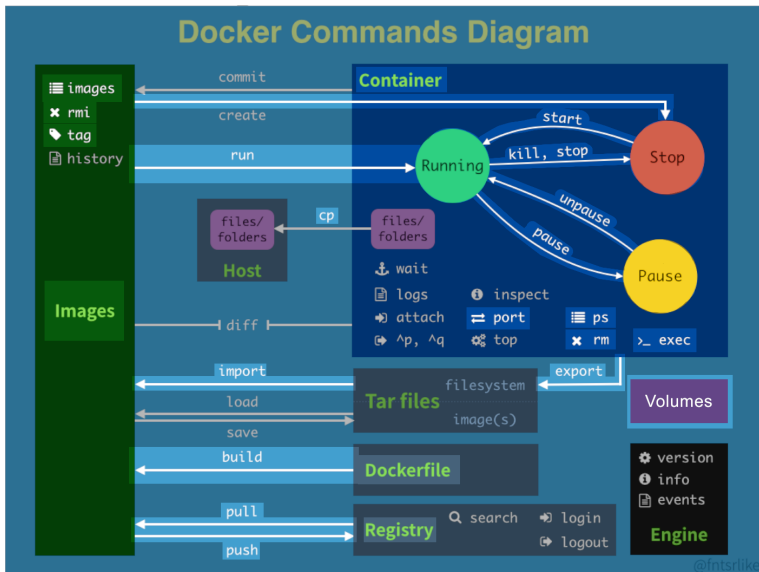 Docker Commands Diagram
images
rmi
tag
history
Images
commit
create
run
Container
start
Running
kill, stop
Stop
unpause
pause
Pause
files/
folders
Host
cp
files/
folders
wait
logs
inspect
attach
port
ps
^p, ^q
top
rm
>_ exec
diff
import
export
filesystem
Tar files
image(s)
load
save
Volumes
build
Dockerfile
version
info
events
Engine
pull
push
Registry
search
login
logout
@fntsrlike